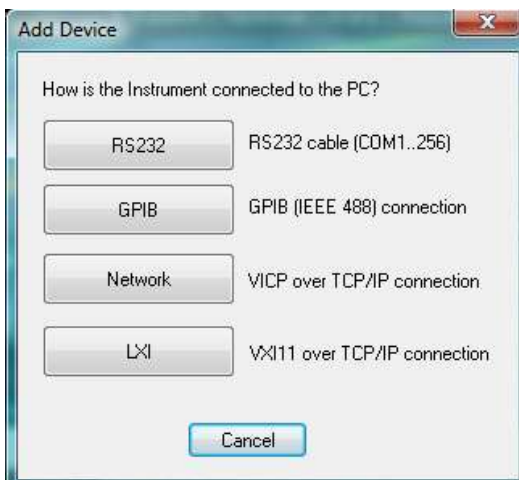 Add Device
How is the Instrument connected to the PC?
RS232 RS232 cable (COM1..256)
GPIB GPIB (IEEE 488) connection
Network VICP over TCP/IP connection
LXI VXI11 over TCP/IP connection
Cancel